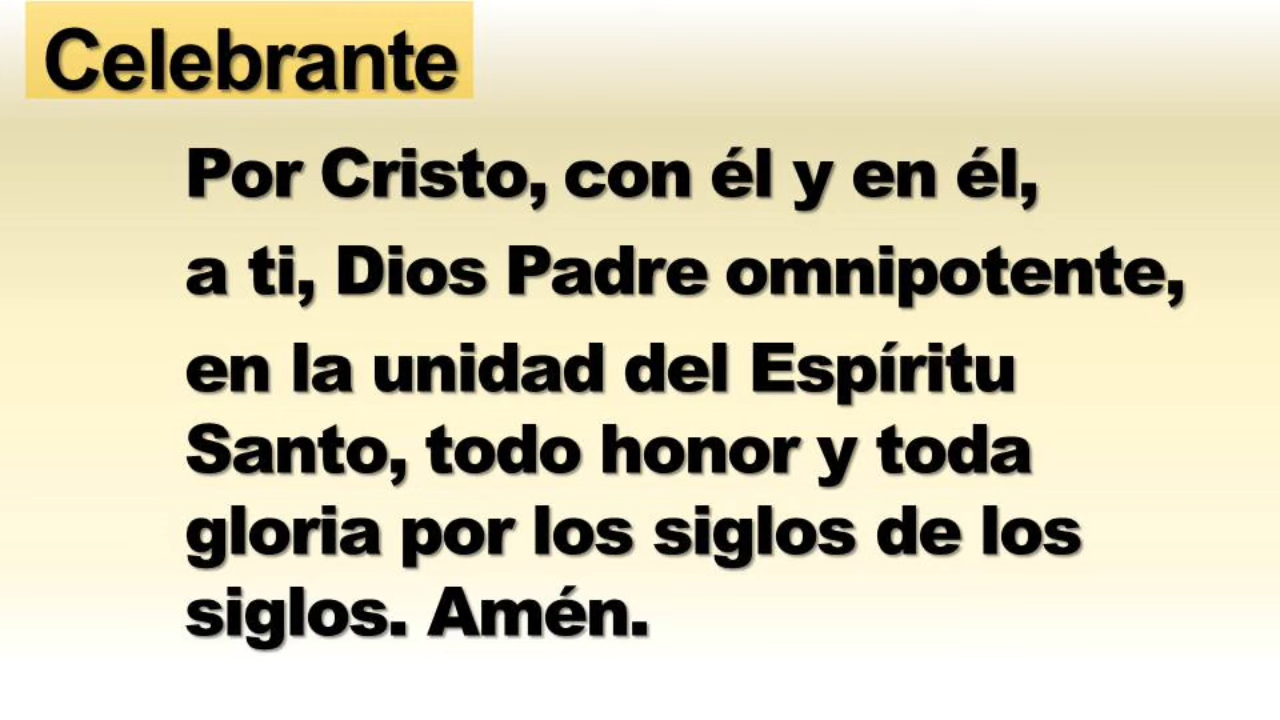 Celebrante
Por Cristo, con él y en él,
a ti, Dios Padre omnipotente,
en la unidad del Espíritu
Santo, todo honor y toda
gloria por los siglos de los
siglos. Amén.